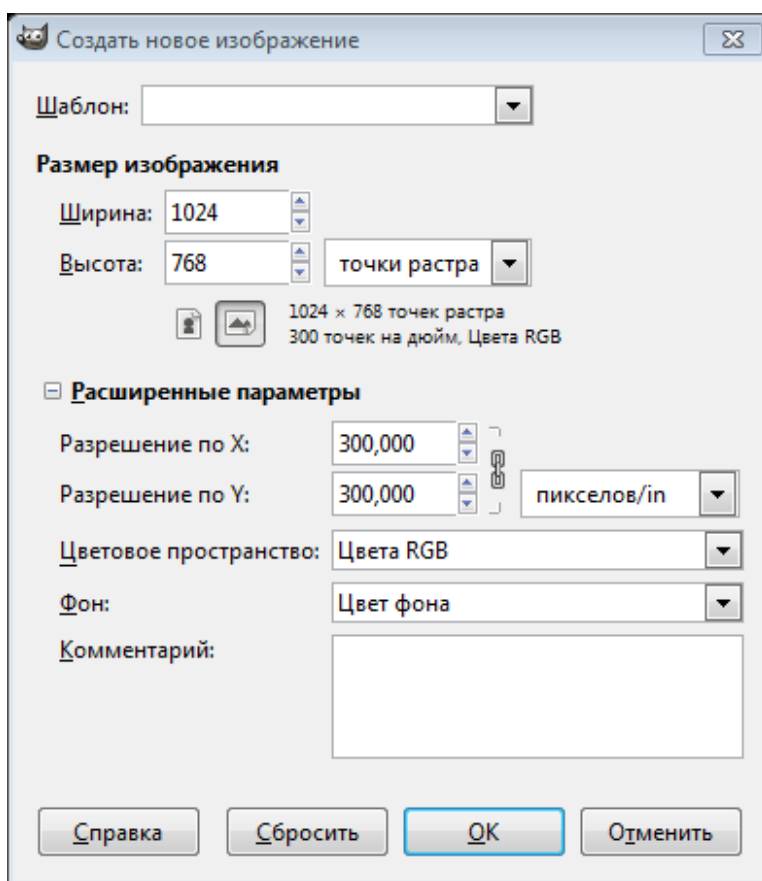 Создать новое изображение
Шаблон:
Размер изображения
Ширина: 1024
Высота: 768 точки растра
1024 × 768 точек растра
300 точек на дюйм, Цвета RGB
Расширенные параметры
Разрешение по X: 300,000
Разрешение по Y: 300,000 пикселов/in
Цветовое пространство: Цвета RGB
Фон: Цвет фона
Комментарий:
Справка Сбросить OK Отменить